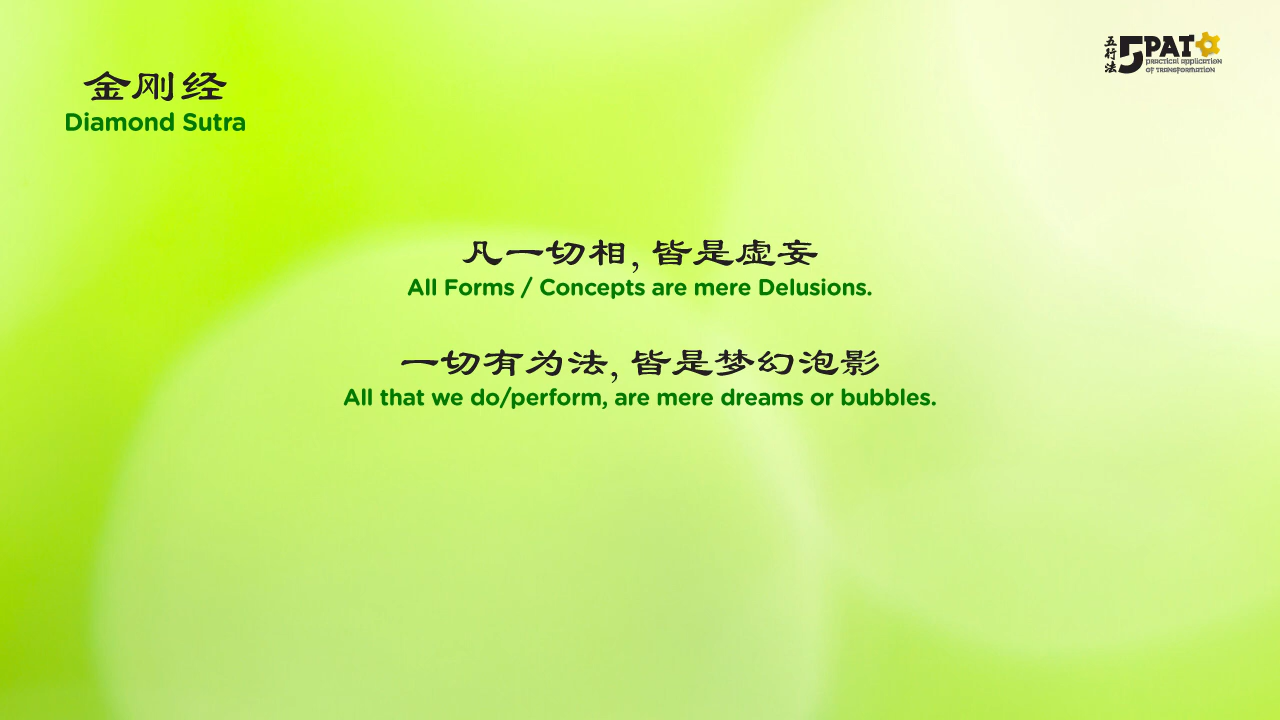 金刚经
Diamond Sutra
五行法
5PAT
PRACTICAL APPLICATION
OF TRANSFORMATION
凡一切相, 皆是虚妄
All Forms / Concepts are mere Delusions.
一切有为法, 皆是梦幻泡影
All that we do/perform, are mere dreams or bubbles.